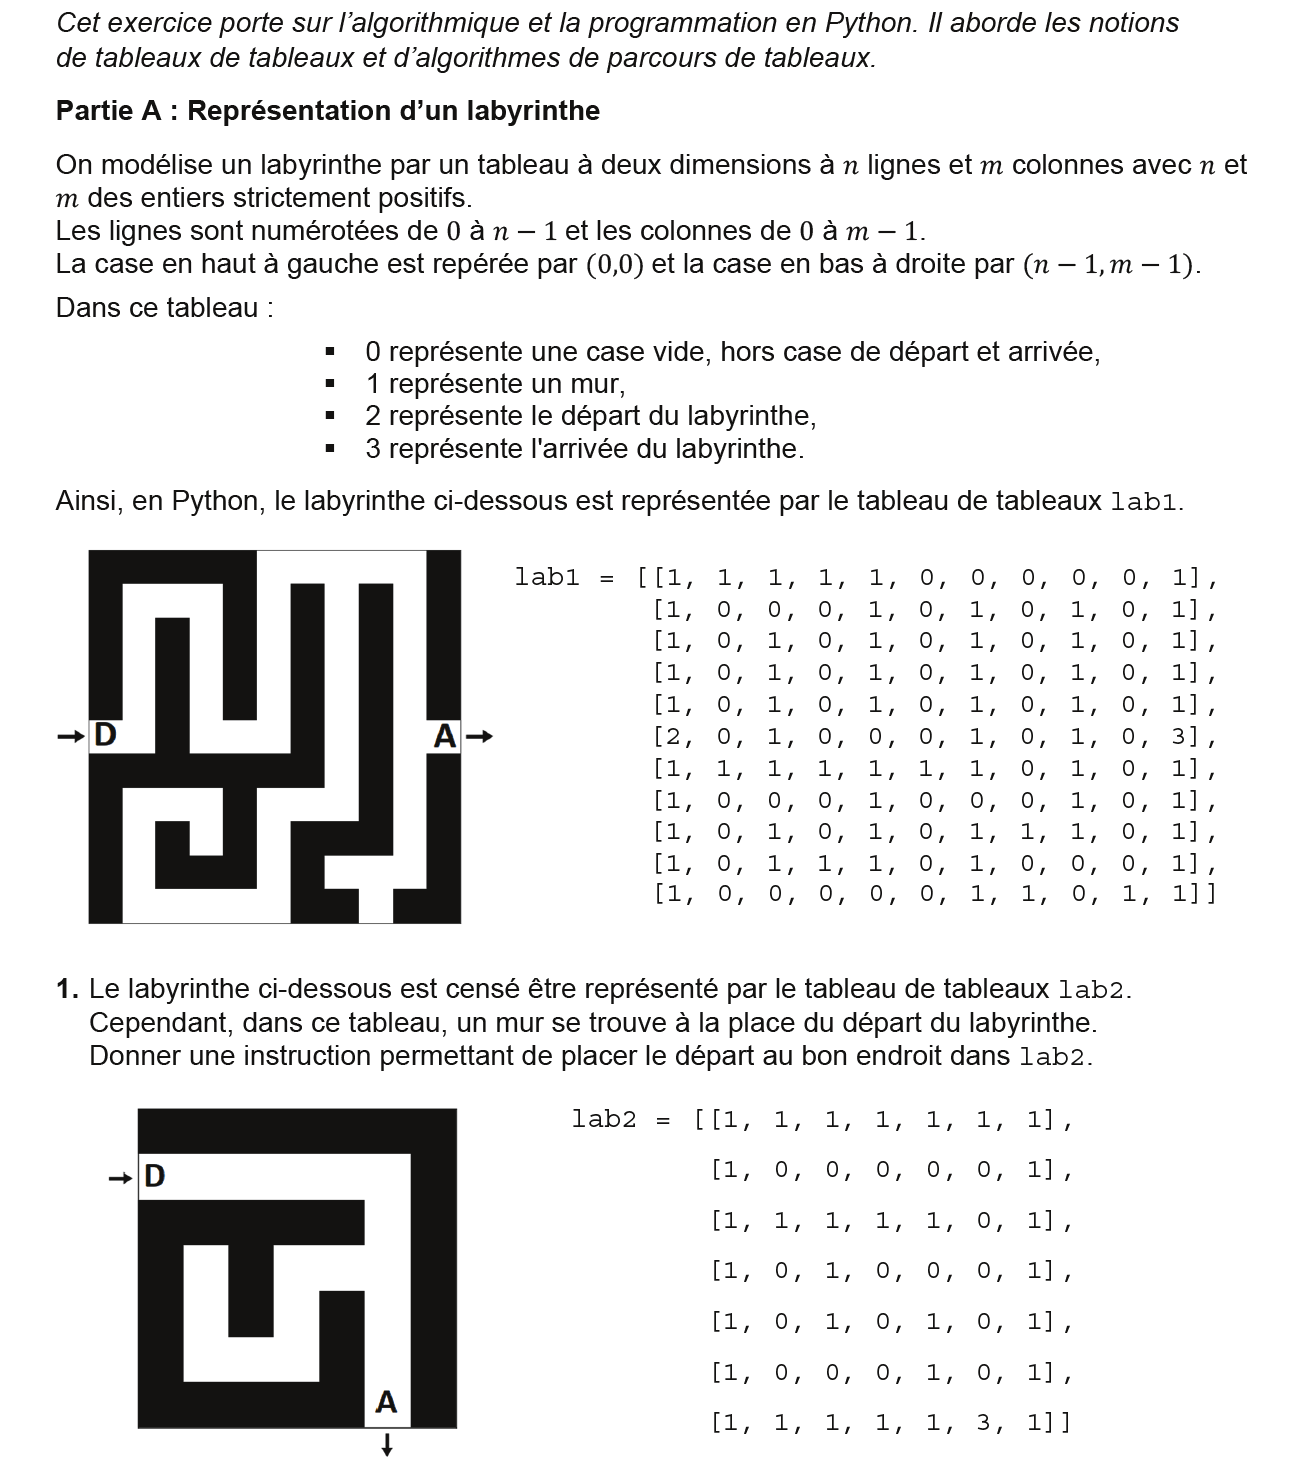 Cet exercice porte sur l’algorithmique et la programmation en Python. Il aborde les notions
de tableaux de tableaux et d’algorithmes de parcours de tableaux.
Partie A : Représentation d’un labyrinthe
On modélise un labyrinthe par un tableau à deux dimensions à n lignes et m colonnes avec n et
m des entiers strictement positifs.
Les lignes sont numérotées de 0 à n − 1 et les colonnes de 0 à m − 1.
La case en haut à gauche est repérée par (0,0) et la case en bas à droite par (n − 1, m − 1).
Dans ce tableau :
▪ 0 représente une case vide, hors case de départ et arrivée,
▪ 1 représente un mur,
▪ 2 représente le départ du labyrinthe,
▪ 3 représente l'arrivée du labyrinthe.
Ainsi, en Python, le labyrinthe ci-dessous est représentée par le tableau de tableaux lab1.
lab1 = [[1, 1, 1, 1, 1, 0, 0, 0, 0, 0, 1],
[1, 0, 0, 0, 1, 0, 1, 0, 1, 0, 1],
[1, 0, 1, 0, 1, 0, 1, 0, 1, 0, 1],
[1, 0, 1, 0, 1, 0, 1, 0, 1, 0, 1],
[1, 0, 1, 0, 1, 0, 1, 0, 1, 0, 1],
→ D A →
[2, 0, 1, 0, 0, 0, 1, 0, 1, 0, 3],
[1, 1, 1, 1, 1, 1, 1, 0, 1, 0, 1],
[1, 0, 0, 0, 1, 0, 0, 0, 1, 0, 1],
[1, 0, 1, 0, 1, 0, 1, 1, 1, 0, 1],
[1, 0, 1, 1, 1, 0, 1, 0, 0, 0, 1],
[1, 0, 0, 0, 0, 0, 1, 1, 0, 1, 1]]
1. Le labyrinthe ci-dessous est censé être représenté par le tableau de tableaux lab2.
Cependant, dans ce tableau, un mur se trouve à la place du départ du labyrinthe.
Donner une instruction permettant de placer le départ au bon endroit dans lab2.
lab2 = [[1, 1, 1, 1, 1, 1, 1],
→ D
[1, 0, 0, 0, 0, 0, 1],
[1, 1, 1, 1, 1, 0, 1],
[1, 0, 1, 0, 0, 0, 1],
[1, 0, 1, 0, 1, 0, 1],
[1, 0, 0, 0, 1, 0, 1],
A
↓
[1, 1, 1, 1, 1, 3, 1]]